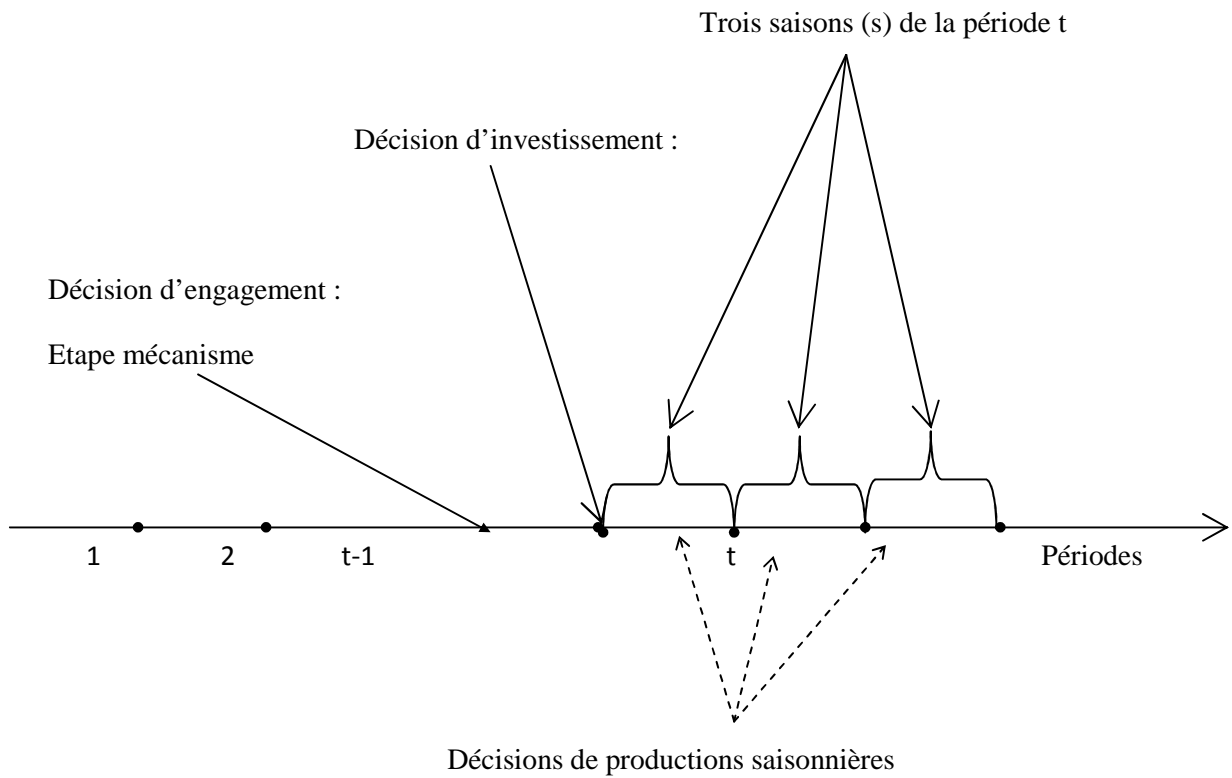 Trois saisons (s) de la période t
Décision d’investissement :
Décision d’engagement :
Etape mécanisme
1 2 t-1 t Périodes
Décisions de productions saisonnières